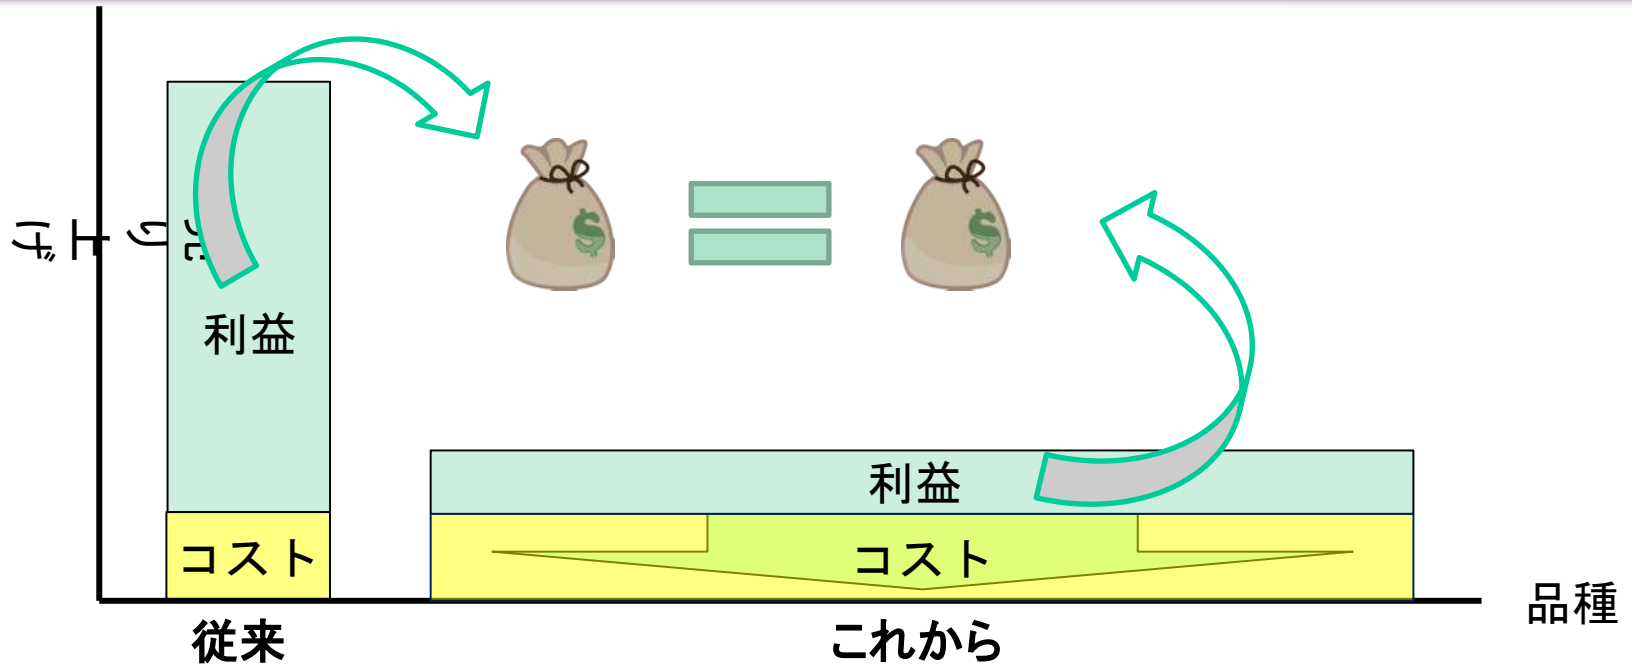 売り上げ
利益
利益
コスト
コスト
品種
従来
これから